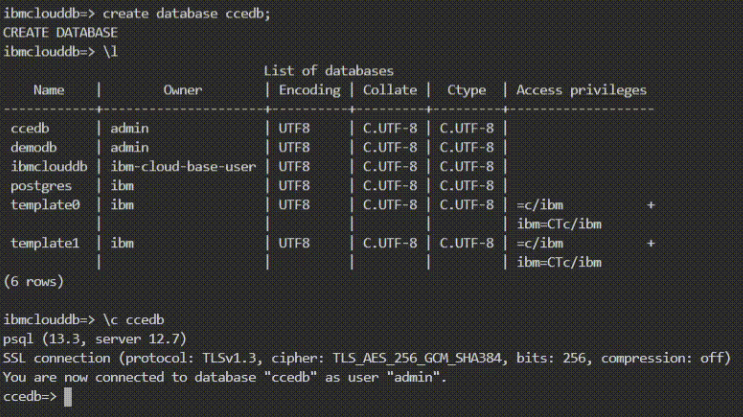 ibmclouddb=> create database ccedb;
CREATE DATABASE
ibmclouddb=> \l
                                  List of databases
    Name    |        Owner        | Encoding | Collate | Ctype   | Access privileges
------------+---------------------+----------+---------+---------+-------------------
 ccedb      | admin               | UTF8     | C.UTF-8 | C.UTF-8 |
 demodb     | admin               | UTF8     | C.UTF-8 | C.UTF-8 |
 ibmclouddb | ibm-cloud-base-user | UTF8     | C.UTF-8 | C.UTF-8 |
 postgres   | ibm                 | UTF8     | C.UTF-8 | C.UTF-8 |
 template0  | ibm                 | UTF8     | C.UTF-8 | C.UTF-8 | =c/ibm           +
            |                     |          |         |         | ibm=CTc/ibm
 template1  | ibm                 | UTF8     | C.UTF-8 | C.UTF-8 | =c/ibm           +
            |                     |          |         |         | ibm=CTc/ibm
(6 rows)
ibmclouddb=> \c ccedb
psql (13.3, server 12.7)
SSL connection (protocol: TLSv1.3, cipher: TLS_AES_256_GCM_SHA384, bits: 256, compression: off)
You are now connected to database "ccedb" as user "admin".
ccedb=>